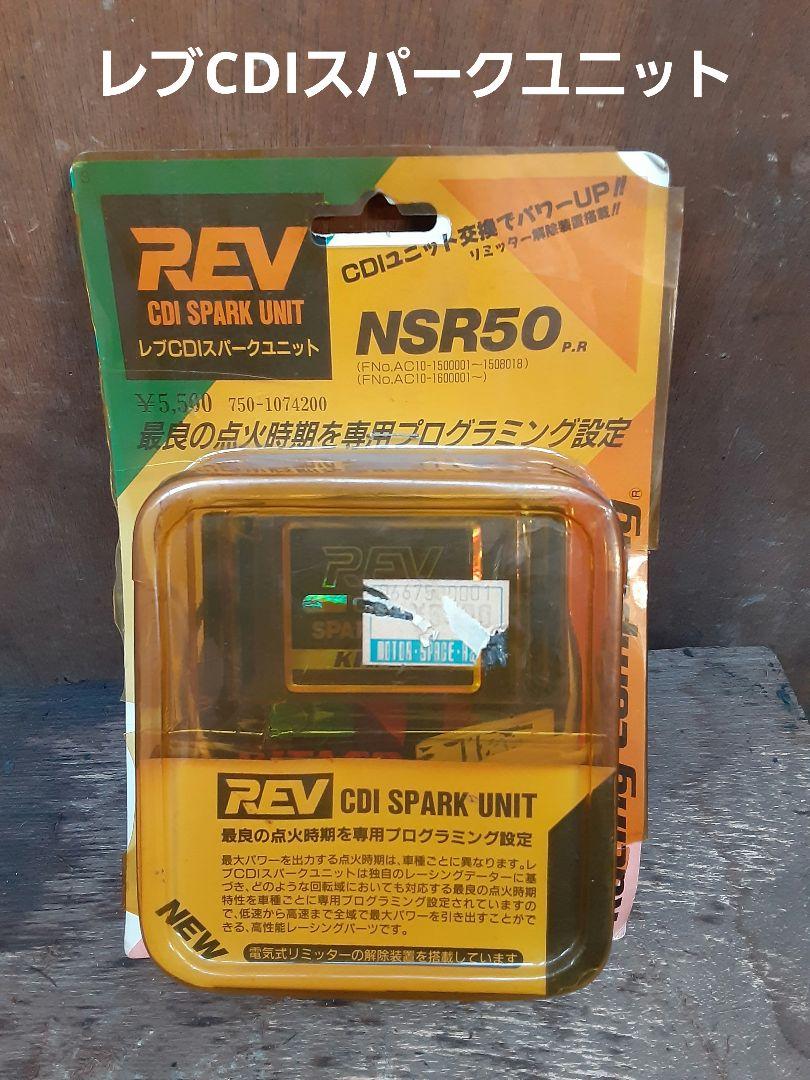 レブCDIスパークユニット
REV
CDI SPARK UNIT
レブCDIスパークユニット
CDIユニット交換でパワーUP!!
リミッター解除装置搭載!!
NSR50 P.R
(FNo.AC10-1500001〜1508018)
(FNo.AC10-1600001〜)
¥5,500 750-1074200
最良の点火時期を専用プログラミング設定
REV
MOTOR・SPACE・
REV CDI SPARK UNIT
最良の点火時期を専用プログラミング設定
最大パワーを出力する点火時期は、車種ごとに異なります。レ
ブCDIスパークユニットは独自のレーシングデーターに基
づき、どのような回転域においても対応する最良の点火時期
特性を車種ごとに専用プログラミング設定されていますの
で、低速から高速まで全域で最大パワーを引き出すことがで
きる、高性能レーシングパーツです。
NEW
電気式リミッターの解除装置を搭載しています